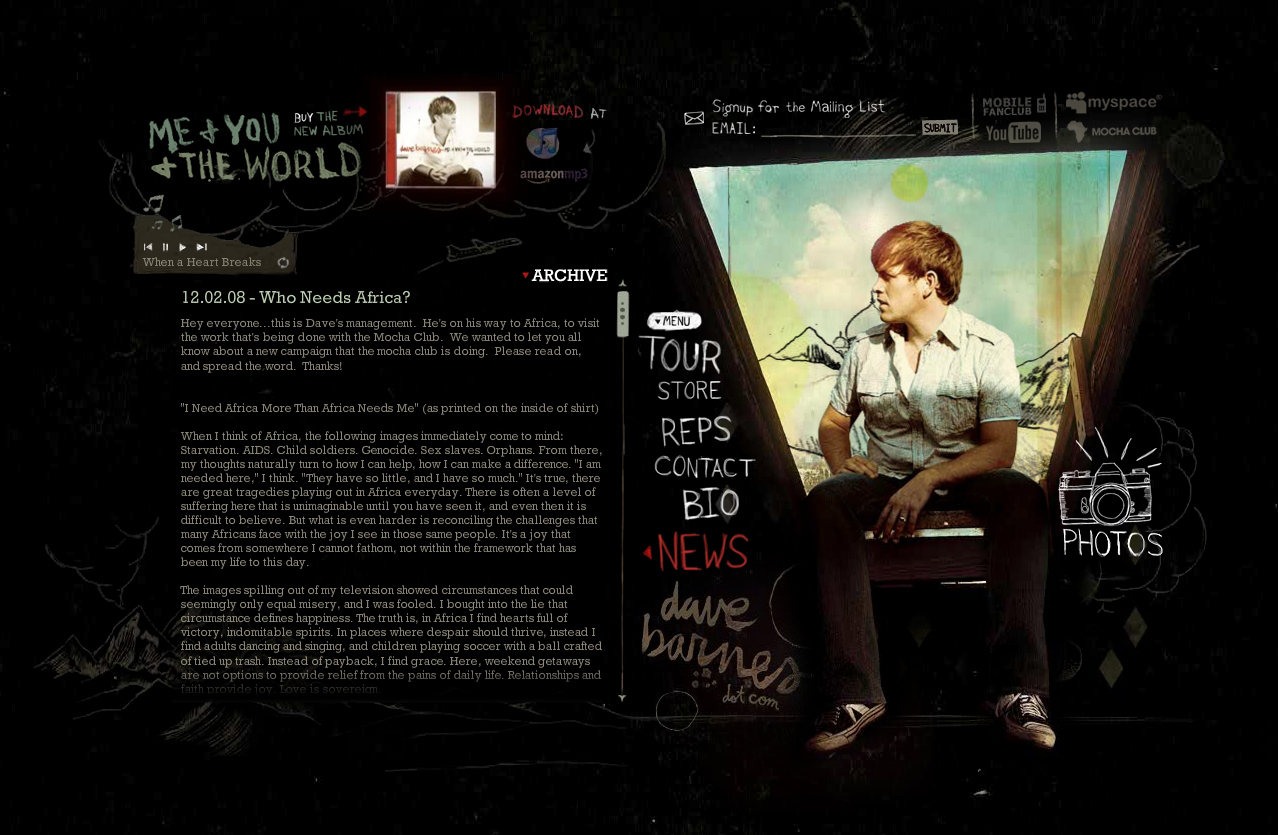 ME & YOU
& THE WORLD
BUY THE
NEW ALBUM
dave barnes - ME & YOU & THE WORLD
DOWNLOAD AT
amazonmp3
Signup for the Mailing List
EMAIL:
SUBMIT
MOBILE
FANCLUB
YouTube
myspace
MOCHA CLUB
When a Heart Breaks
ARCHIVE
12.02.08 - Who Needs Africa?
Hey everyone...this is Dave's management. He's on his way to Africa, to visit
the work that's being done with the Mocha Club. We wanted to let you all
know about a new campaign that the mocha club is doing. Please read on,
and spread the word. Thanks!
"I Need Africa More Than Africa Needs Me" (as printed on the inside of shirt)
When I think of Africa, the following images immediately come to mind:
Starvation. AIDS. Child soldiers. Genocide. Sex slaves. Orphans. From there,
my thoughts naturally turn to how I can help, how I can make a difference. "I am
needed here," I think. "They have so little, and I have so much." It's true, there
are great tragedies playing out in Africa everyday. There is often a level of
suffering here that is unimaginable until you have seen it, and even then it is
difficult to believe. But what is even harder is reconciling the challenges that
many Africans face with the joy I see in those same people. It's a joy that
comes from somewhere I cannot fathom, not within the framework that has
been my life to this day.
The images spilling out of my television showed circumstances that could
seemingly only equal misery, and I was fooled. I bought into the lie that
circumstance defines happiness. The truth is, in Africa I find hearts full of
victory, indomitable spirits. In places where despair should thrive, instead I
find adults dancing and singing, and children playing soccer with a ball crafted
of tied up trash. Instead of payback, I find grace. Here, weekend getaways
are not options to provide relief from the pains of daily life. Relationships and
faith provide joy. Love is sovereign.
MENU
TOUR
STORE
REPS
CONTACT
BIO
NEWS
dave
barnes
dot com
PHOTOS